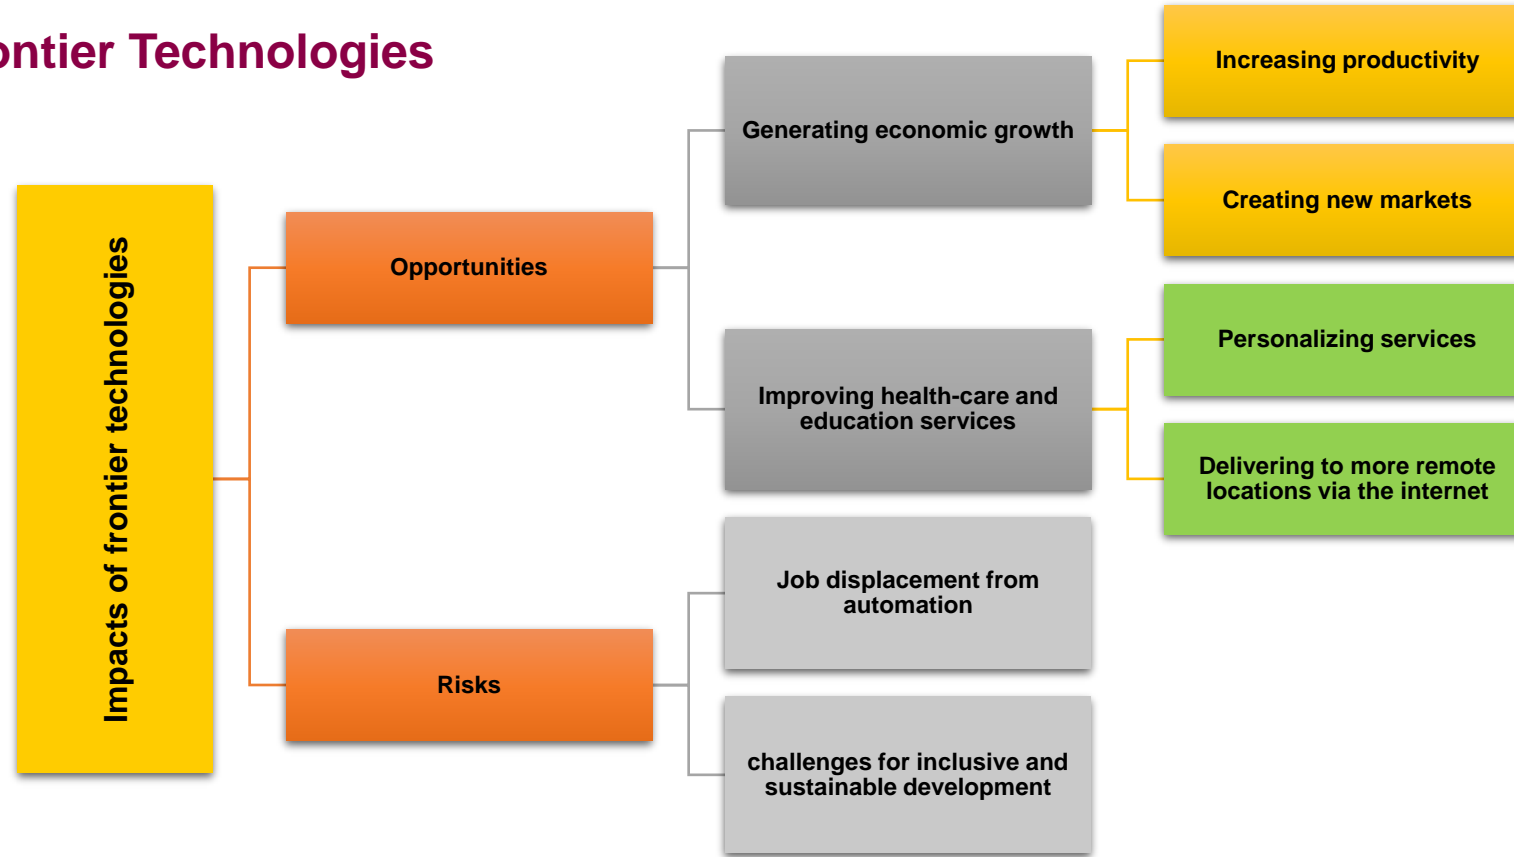 ontier Technologies
Impacts of frontier technologies
Opportunities
Generating economic growth
Increasing productivity
Creating new markets
Improving health-care and
education services
Personalizing services
Delivering to more remote
locations via the internet
Risks
Job displacement from
automation
challenges for inclusive and
sustainable development